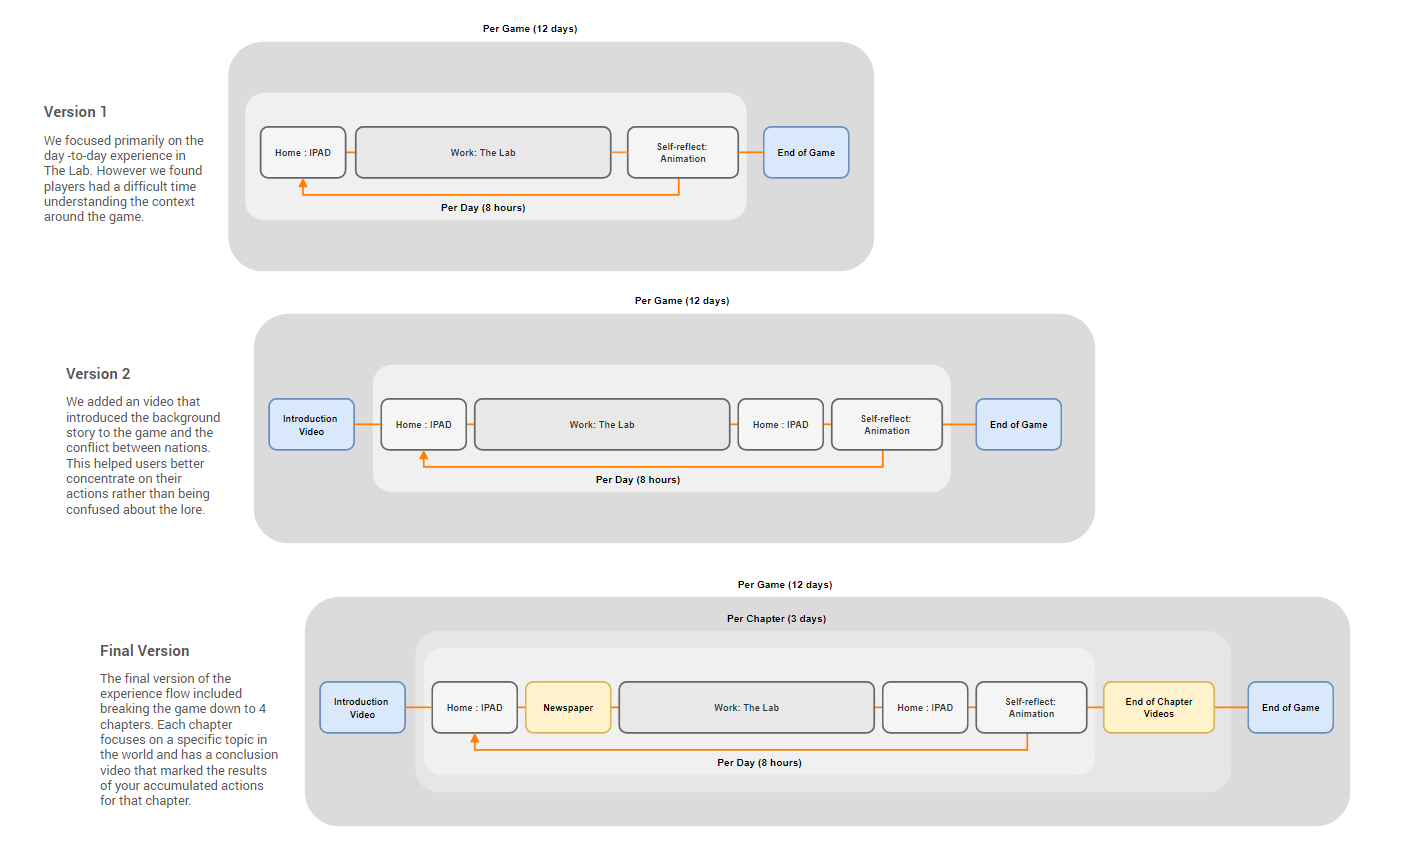 Per Game (12 days)
Version 1
We focused primarily on the
day -to-day experience in
The Lab. However we found
players had a difficult time
understanding the context
around the game.
Home : IPAD
Work: The Lab
Self-reflect:
Animation
End of Game
Per Day (8 hours)
Per Game (12 days)
Version 2
We added an video that
introduced the background
story to the game and the
conflict between nations.
This helped users better
concentrate on their
actions rather than being
confused about the lore.
Introduction
Video
Home : IPAD
Work: The Lab
Home : IPAD
Self-reflect:
Animation
End of Game
Per Day (8 hours)
Per Game (12 days)
Per Chapter (3 days)
Final Version
The final version of the
experience flow included
breaking the game down to 4
chapters. Each chapter
focuses on a specific topic in
the world and has a conclusion
video that marked the results
of your accumulated actions
for that chapter.
Introduction
Video
Home : IPAD
Newspaper
Work: The Lab
Home : IPAD
Self-reflect:
Animation
End of Chapter
Videos
End of Game
Per Day (8 hours)